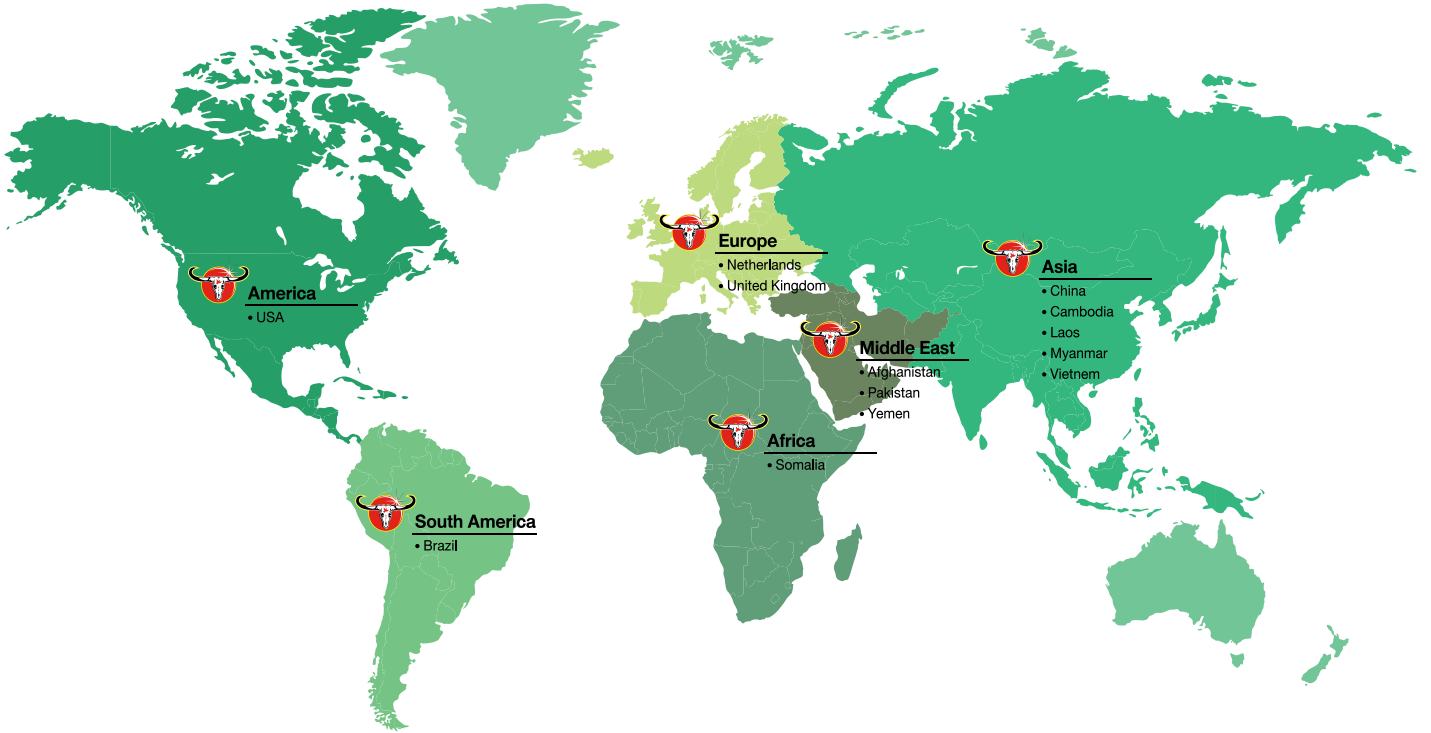 America
• USA
South America
• Brazil
Europe
• Netherlands
• United Kingdom
Africa
• Somalia
Middle East
• Afghanistan
• Pakistan
• Yemen
Asia
• China
• Cambodia
• Laos
• Myanmar
• Vietnem